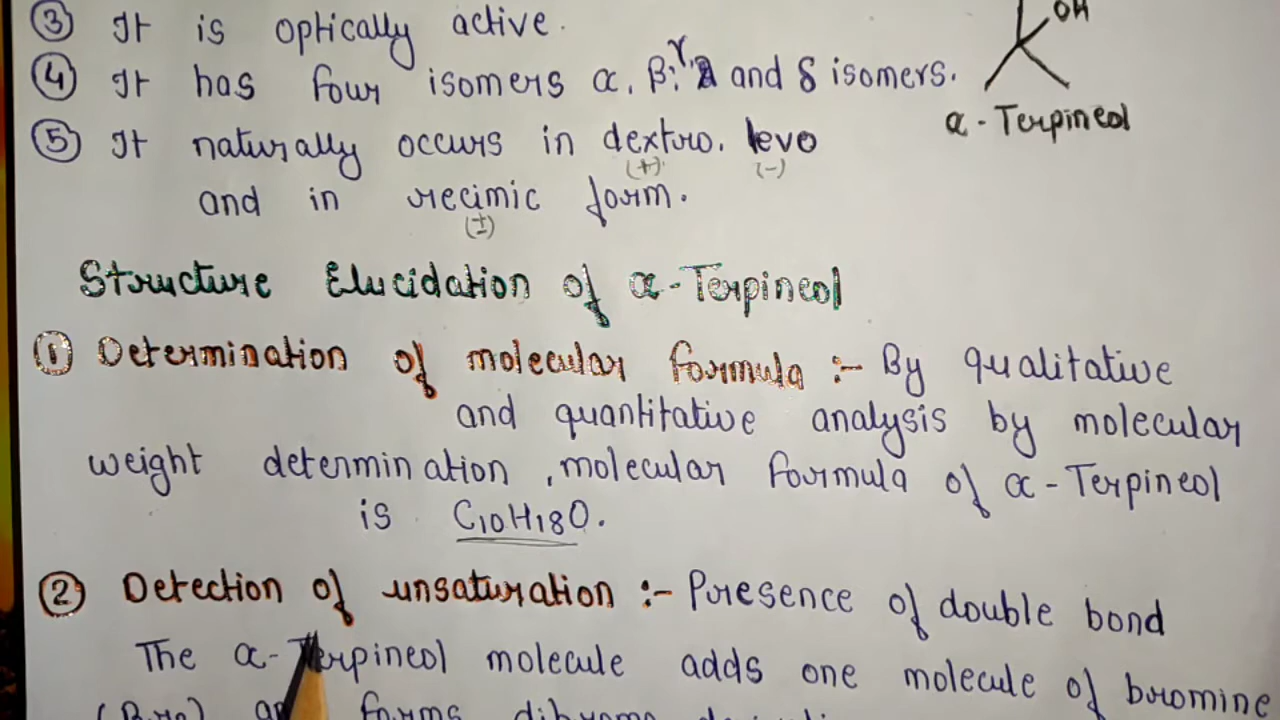 ③ It is optically active.
OH
④ It has four isomers α, β, γ and δ isomers.
α-Terpineol
⑤ It naturally occurs in dextro, levo
(+) (-)
and in recimic form.
(±)
Structure Elucidation of α-Terpineol
① Determination of molecular formula :- By qualitative
and quantitative analysis by molecular
weight determination, molecular formula of α-Terpineol
is C10H18O.
② Detection of unsaturation :- Presence of double bond
The α-Terpineol molecule adds one molecule of bromine
forms